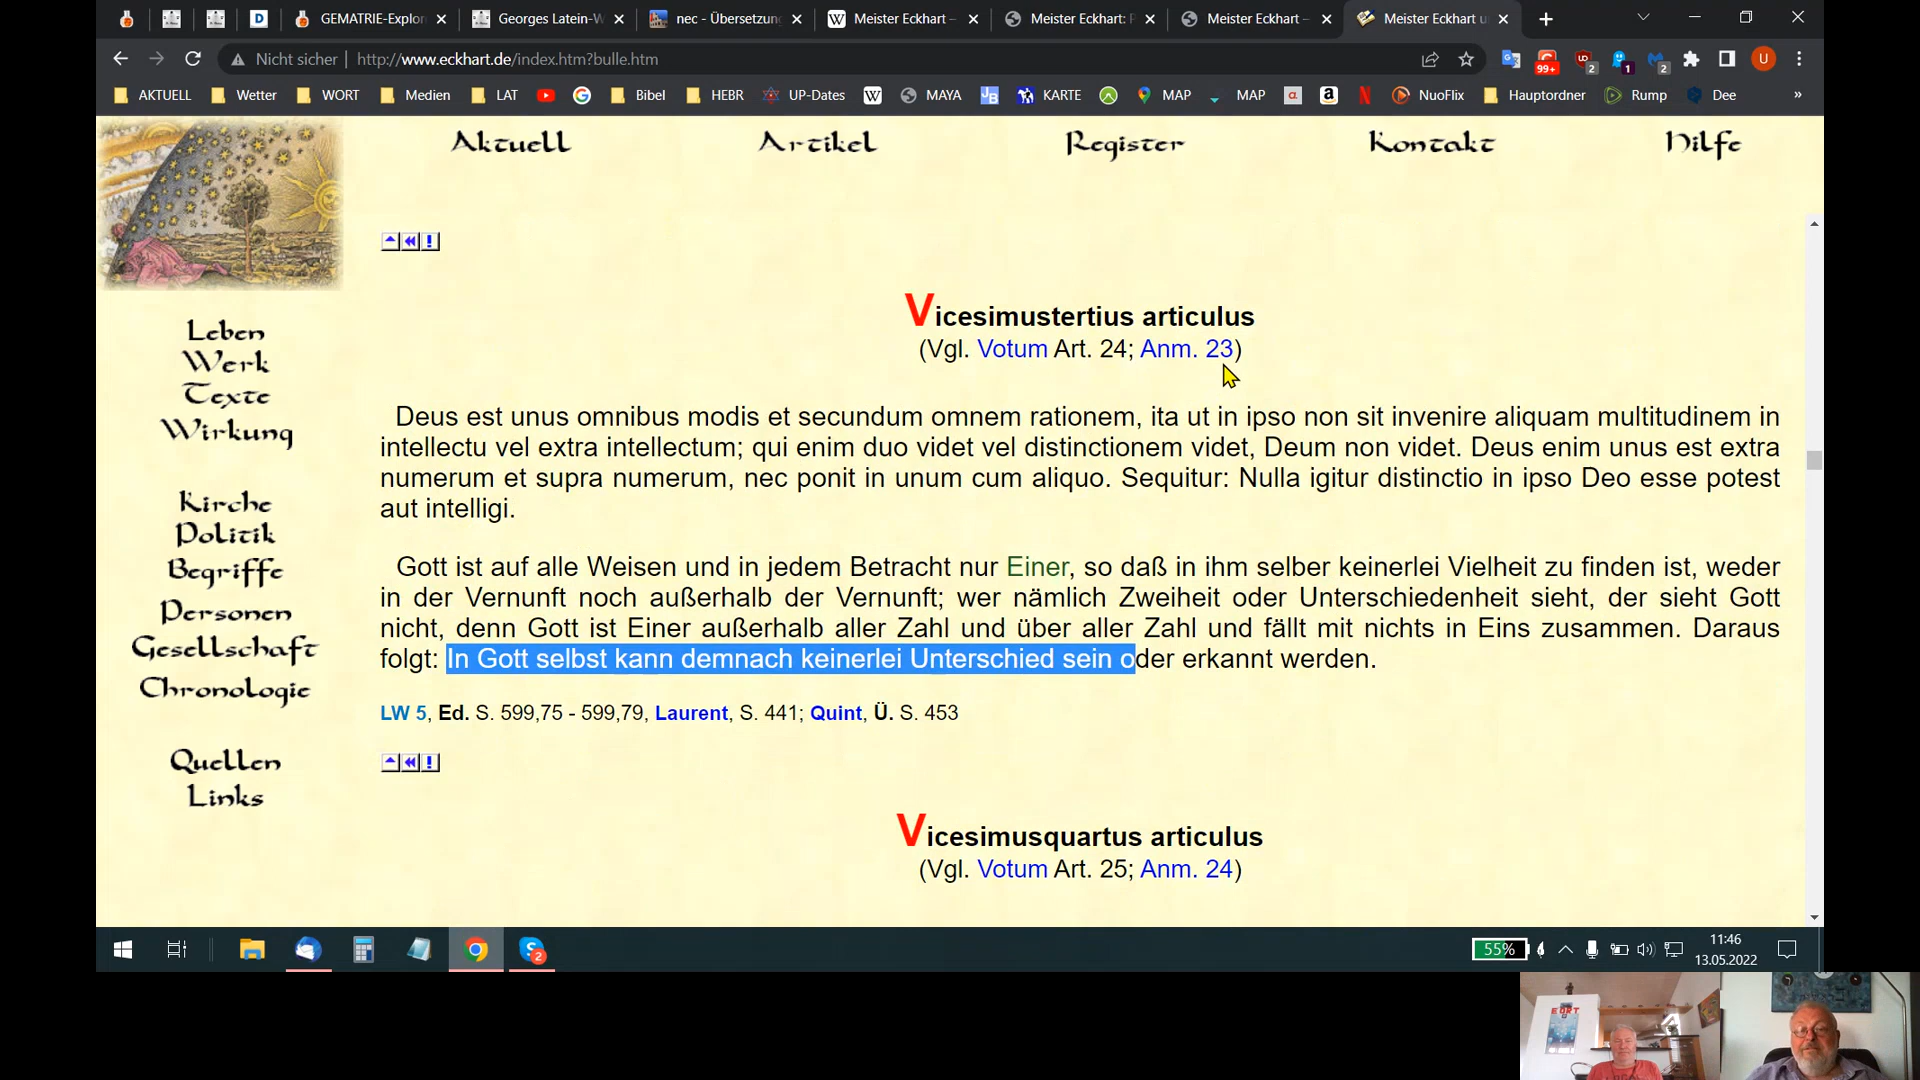 GEMATRIE-Explor
Georges Latein-W
nec - Übersetzun
Meister Eckhart –
Meister Eckhart: P
Meister Eckhart –
Meister Eckhart u
Nicht sicher | http://www.eckhart.de/index.htm?bulle.htm
AKTUELL Wetter WORT Medien LAT Bibel HEBR UP-Dates MAYA KARTE MAP MAP NuoFlix Hauptordner Rump Dee »
Aktuell Artikel Register Kontakt Hilfe
Leben
Werk
Texte
Wirkung
Kirche
Politik
Begriffe
Personen
Gesellschaft
Chronologie
Quellen
Links
Vicesimustertius articulus
(Vgl. Votum Art. 24; Anm. 23)
Deus est unus omnibus modis et secundum omnem rationem, ita ut in ipso non sit invenire aliquam multitudinem in
intellectu vel extra intellectum; qui enim duo videt vel distinctionem videt, Deum non videt. Deus enim unus est extra
numerum et supra numerum, nec ponit in unum cum aliquo. Sequitur: Nulla igitur distinctio in ipso Deo esse potest
aut intelligi.
Gott ist auf alle Weisen und in jedem Betracht nur Einer, so daß in ihm selber keinerlei Vielheit zu finden ist, weder
in der Vernunft noch außerhalb der Vernunft; wer nämlich Zweiheit oder Unterschiedenheit sieht, der sieht Gott
nicht, denn Gott ist Einer außerhalb aller Zahl und über aller Zahl und fällt mit nichts in Eins zusammen. Daraus
folgt: In Gott selbst kann demnach keinerlei Unterschied sein oder erkannt werden.
LW 5, Ed. S. 599,75 - 599,79, Laurent, S. 441; Quint, Ü. S. 453
Vicesimusquartus articulus
(Vgl. Votum Art. 25; Anm. 24)
55%
11:46
13.05.2022